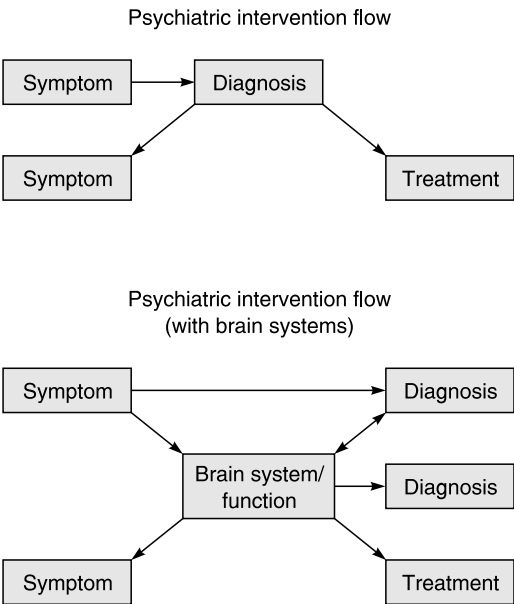 Psychiatric intervention flow
Symptom
Diagnosis
Symptom
Treatment
Psychiatric intervention flow
(with brain systems)
Symptom
Diagnosis
Brain system/
function
Diagnosis
Symptom
Treatment